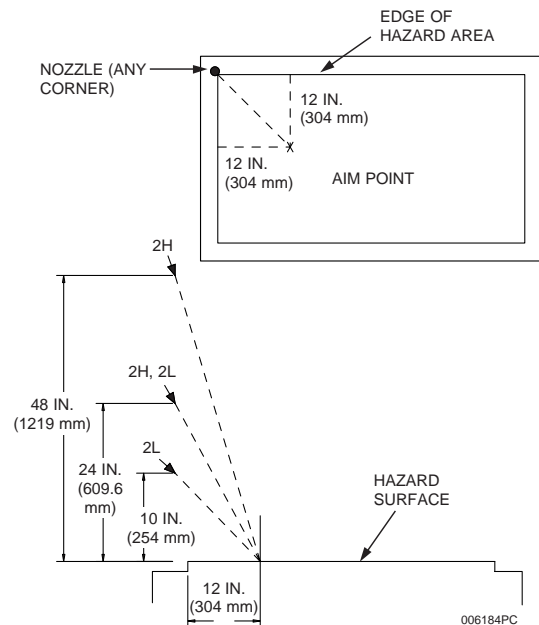 EDGE OF
HAZARD AREA
NOZZLE (ANY
CORNER)
12 IN.
(304 mm)
12 IN.
(304 mm)
X
AIM POINT
2H
2H, 2L
2L
48 IN.
(1219 mm)
24 IN.
(609.6
mm)
10 IN.
(254 mm)
HAZARD
SURFACE
12 IN.
(304 mm)
006184PC